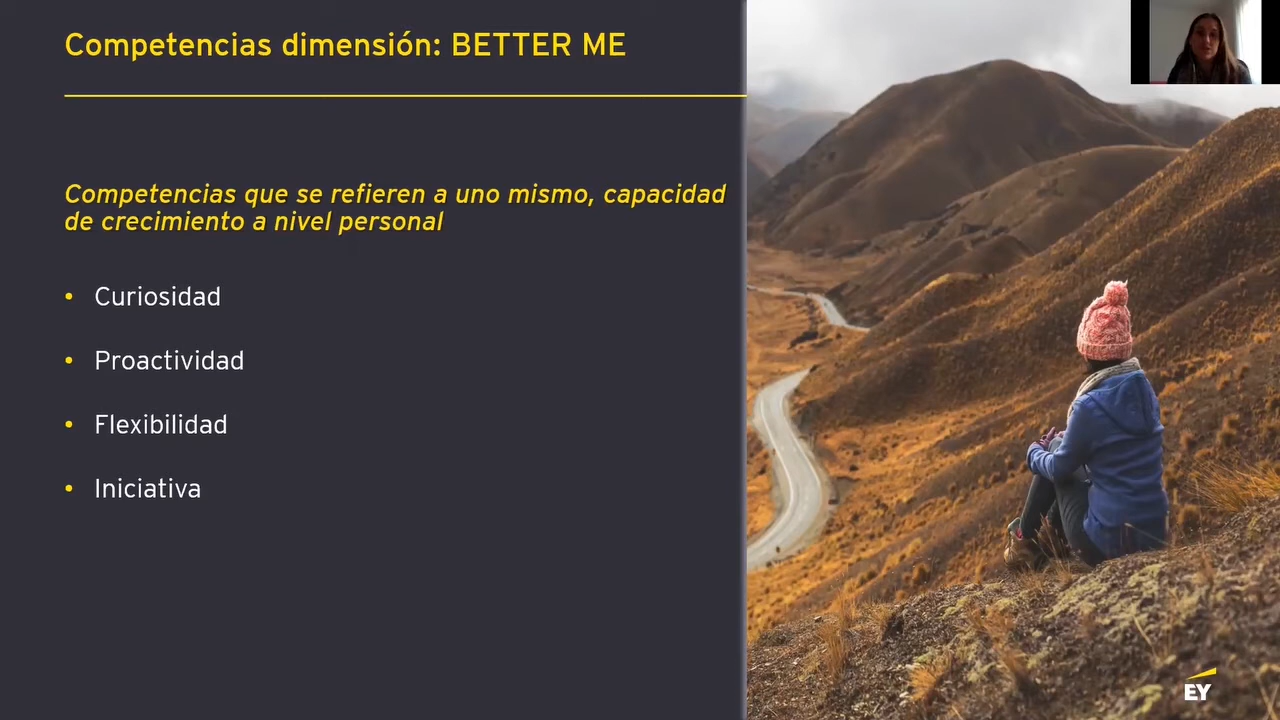 Competencias dimensión: BETTER ME
Competencias que se refieren a uno mismo, capacidad
de crecimiento a nivel personal
• Curiosidad
• Proactividad
• Flexibilidad
• Iniciativa
EY